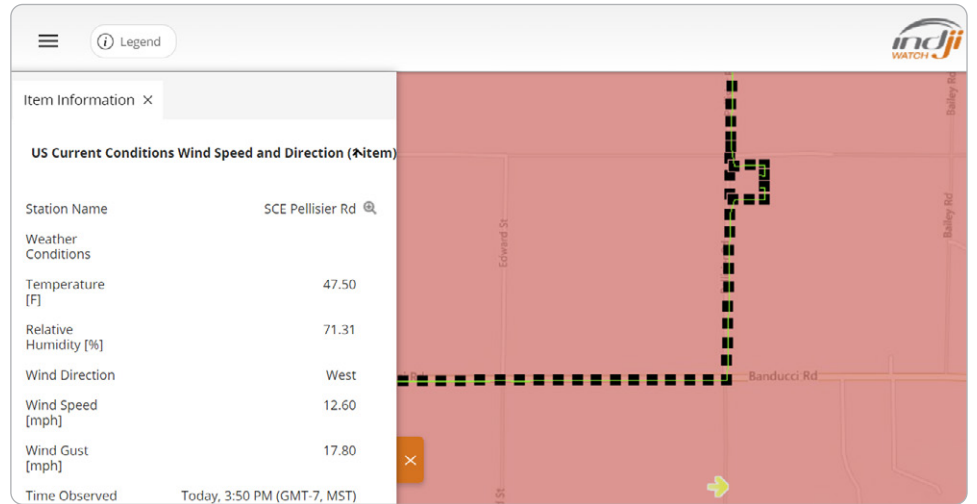 Legend
indji
WATCH
Item Information ×
US Current Conditions Wind Speed and Direction (1 item)
Station Name SCE Pellisier Rd
Weather
Conditions
Temperature 47.50
[F]
Relative 71.31
Humidity [%]
Wind Direction West
Wind Speed 12.60
[mph]
Wind Gust 17.80
[mph]
Time Observed Today, 3:50 PM (GMT-7, MST)
Bailey Rd
Bailey Rd
Edward St
Rd
Banducci Rd
St